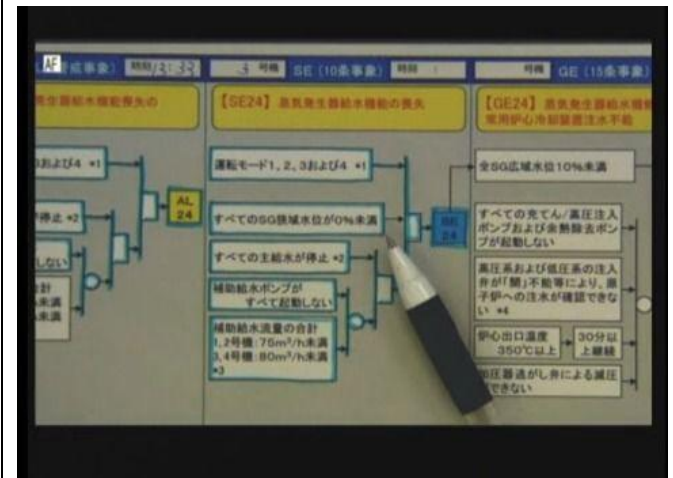 AF
時刻 12:33
3 号機 SE (10条事象) 時刻 :
号機 GE (15条事象)
【SE24】蒸気発生器給水機能の喪失
運転モード1, 2, 3および4 *1
すべてのSG狭域水位が0%未満
すべての主給水が停止 *2
補助給水ポンプが
すべて起動しない
補助給水流量の合計
1,2号機:75m³/h未満
3,4号機:80m³/h未満
*3
AL
24
SE
24
【GE24】蒸気発生器給水機能
常用炉心冷却装置注水不能
全SG広域水位10%未満
すべての充てん/高圧注入
ポンプおよび余熱除去ポン
プが起動しない
高圧系および低圧系の注入
弁が「開」不能等により、原
子炉への注水が確認できな
い *4
炉心出口温度
350℃以上
30分以
上継続
圧器逃がし弁による減圧
できない
3および4 *1
停止 *2
しない
合計
未満
未満